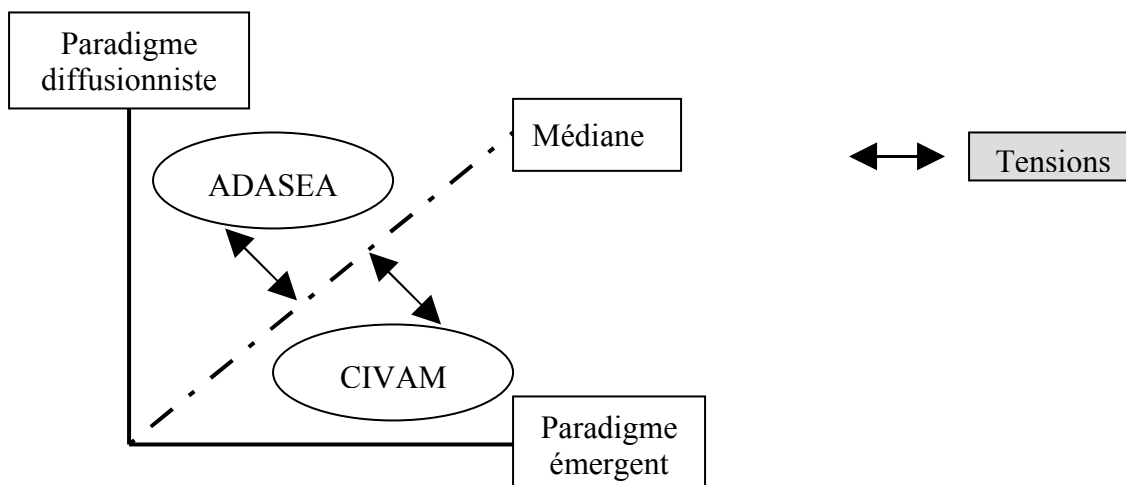 Paradigme
diffusionniste
Médiane
Tensions
ADASEA
CIVAM
Paradigme
émergent